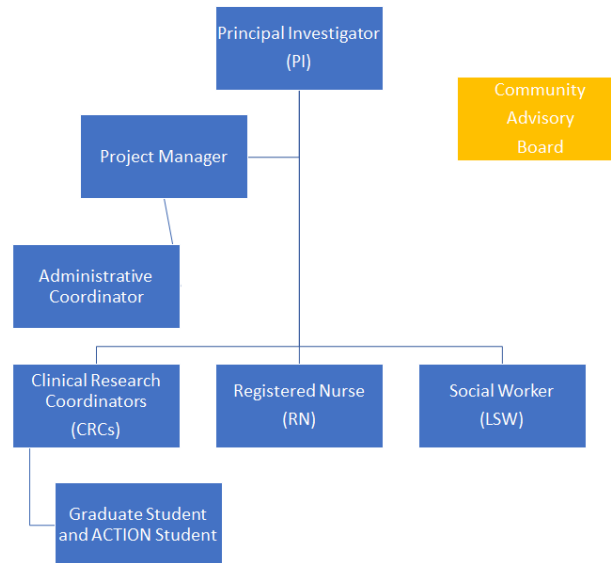 Principal Investigator
(PI)
Community
Advisory
Board
Project Manager
Administrative
Coordinator
Clinical Research
Coordinators
(CRCs)
Registered Nurse
(RN)
Social Worker
(LSW)
Graduate Student
and ACTION Student